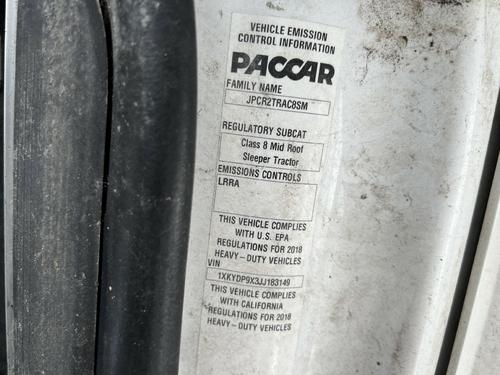 VEHICLE EMISSION
CONTROL INFORMATION
PACCAR
FAMILY NAME
JPCR2TRAC8SM
REGULATORY SUBCAT
Class 8 Mid Roof
Sleeper Tractor
EMISSIONS CONTROLS
LRRA
THIS VEHICLE COMPLIES
WITH U.S. EPA
REGULATIONS FOR 2018
HEAVY-DUTY VEHICLES
VIN
1XKYDP9X3JJ183149
THIS VEHICLE COMPLIES
WITH CALIFORNIA
REGULATIONS FOR 2018
HEAVY-DUTY VEHICLES